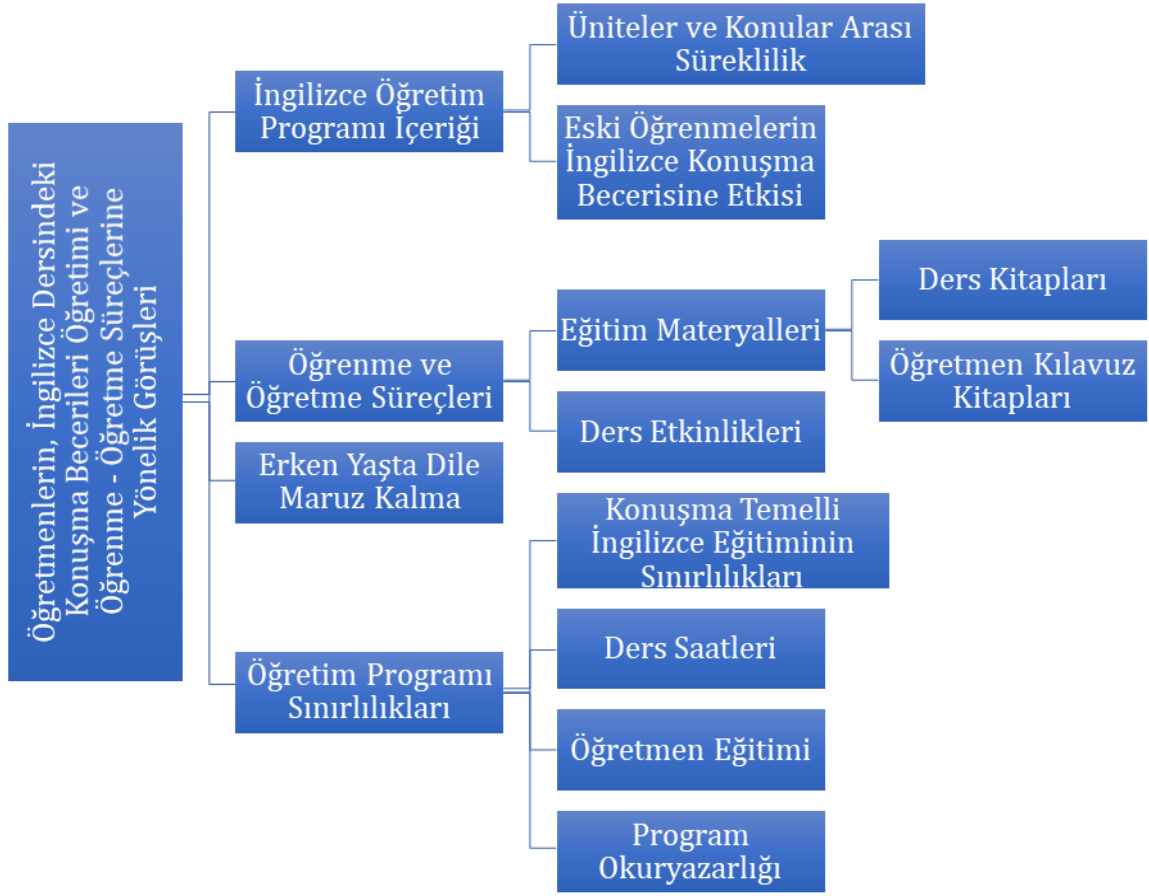 Öğretmenlerin, İngilizce Dersindeki
Konuşma Becerileri Öğretimi ve
Öğrenme - Öğretme Süreçlerine
Yönelik Görüşleri
İngilizce Öğretim
Programı İçeriği
Üniteler ve Konular Arası
Süreklilik
Eski Öğrenmelerin
İngilizce Konuşma
Becerisine Etkisi
Öğrenme ve
Öğretme Süreçleri
Eğitim Materyalleri
Ders Kitapları
Öğretmen Kılavuz
Kitapları
Ders Etkinlikleri
Erken Yaşta Dile
Maruz Kalma
Öğretim Programı
Sınırlılıkları
Konuşma Temelli
İngilizce Eğitiminin
Sınırlılıkları
Ders Saatleri
Öğretmen Eğitimi
Program
Okuryazarlığı